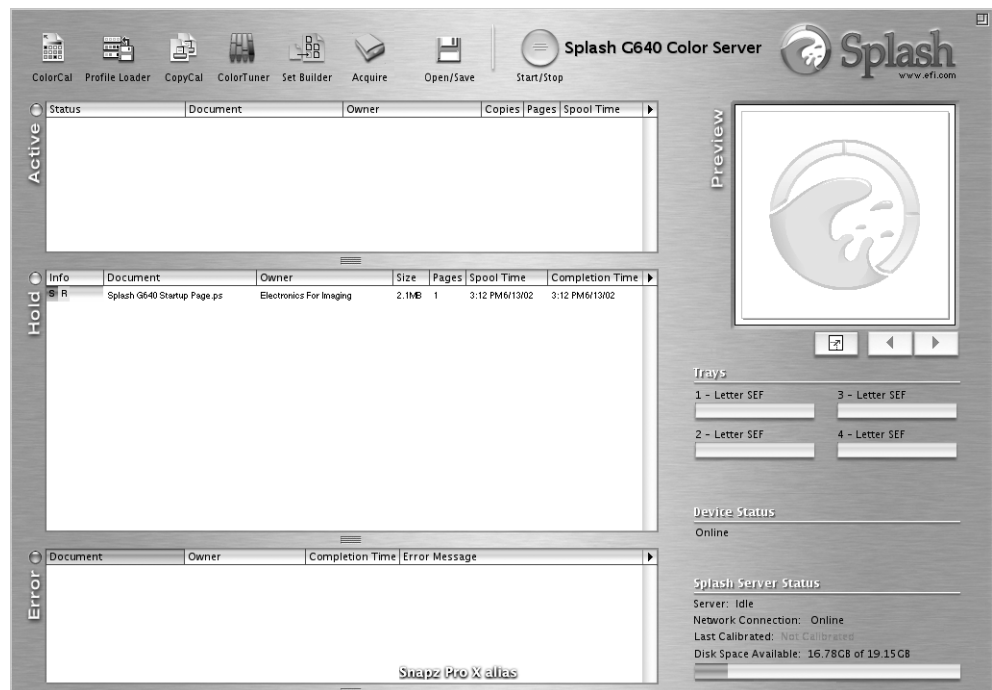 Splash G640 Color Server
Splash
www.efi.com
ColorCal Profile Loader CopyCal ColorTuner Set Builder Acquire Open/Save Start/Stop
Active
Status Document Owner Copies Pages Spool Time
Preview
Hold
Info Document Owner Size Pages Spool Time Completion Time
S R Splash G640 Startup Page.ps Electronics For Imaging 2.1MB 1 3:12 PM6/13/02 3:12 PM6/13/02
Trays
1 - Letter SEF 3 - Letter SEF
2 - Letter SEF 4 - Letter SEF
Device Status
Online
Error
Document Owner Completion Time Error Message
Splash Server Status
Server: Idle
Network Connection: Online
Last Calibrated: Not Calibrated
Disk Space Available: 16.78GB of 19.15GB
Snapz Pro X alias